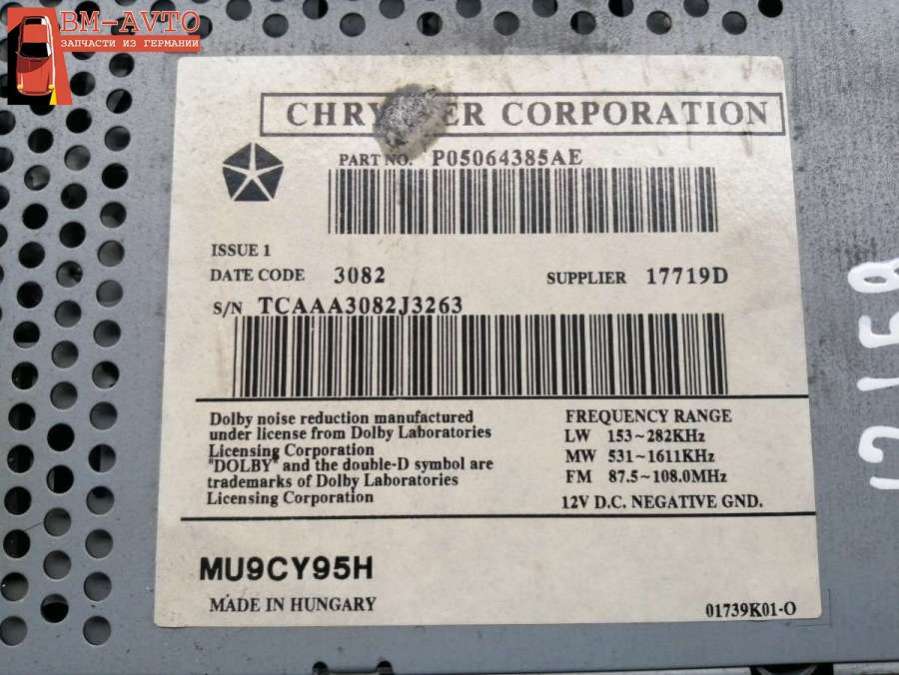 ВМ-AVTO
ЗАПЧАСТИ ИЗ ГЕРМАНИИ
CORPORATION
PART NO. P05064385AE
ISSUE 1
DATE CODE 3082 SUPPLIER 17719D
S/N TCAAA3082J3263
Dolby noise reduction manufactured
under license from Dolby Laboratories
Licensing Corporation
"DOLBY" and the double-D symbol are
trademarks of Dolby Laboratories
Licensing Corporation
FREQUENCY RANGE
LW 153~282KHz
MW 531~1611KHz
FM 87.5~108.0MHz
12V D.C. NEGATIVE GND.
MU9CY95H
MADE IN HUNGARY
01739K01-O